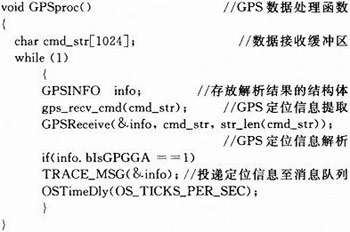 void GPSproc() //GPS 数据处理函数
{
char cmd_str[1024]; //数据接收缓冲区
while (1)
{
GPSINFO info; //存放解析结果的结构体
gps_recv_cmd(cmd_str); //GPS 定位信息提取
GPSReceive(&info, cmd_str, str_len(cmd_str));
//GPS 定位信息解析
if(info. bIsGPGGA ==1)
TRACE_MSG(&info); //投递定位信息至消息队列
OSTimeDly(OS_TICKS_PER_SEC);
}
}